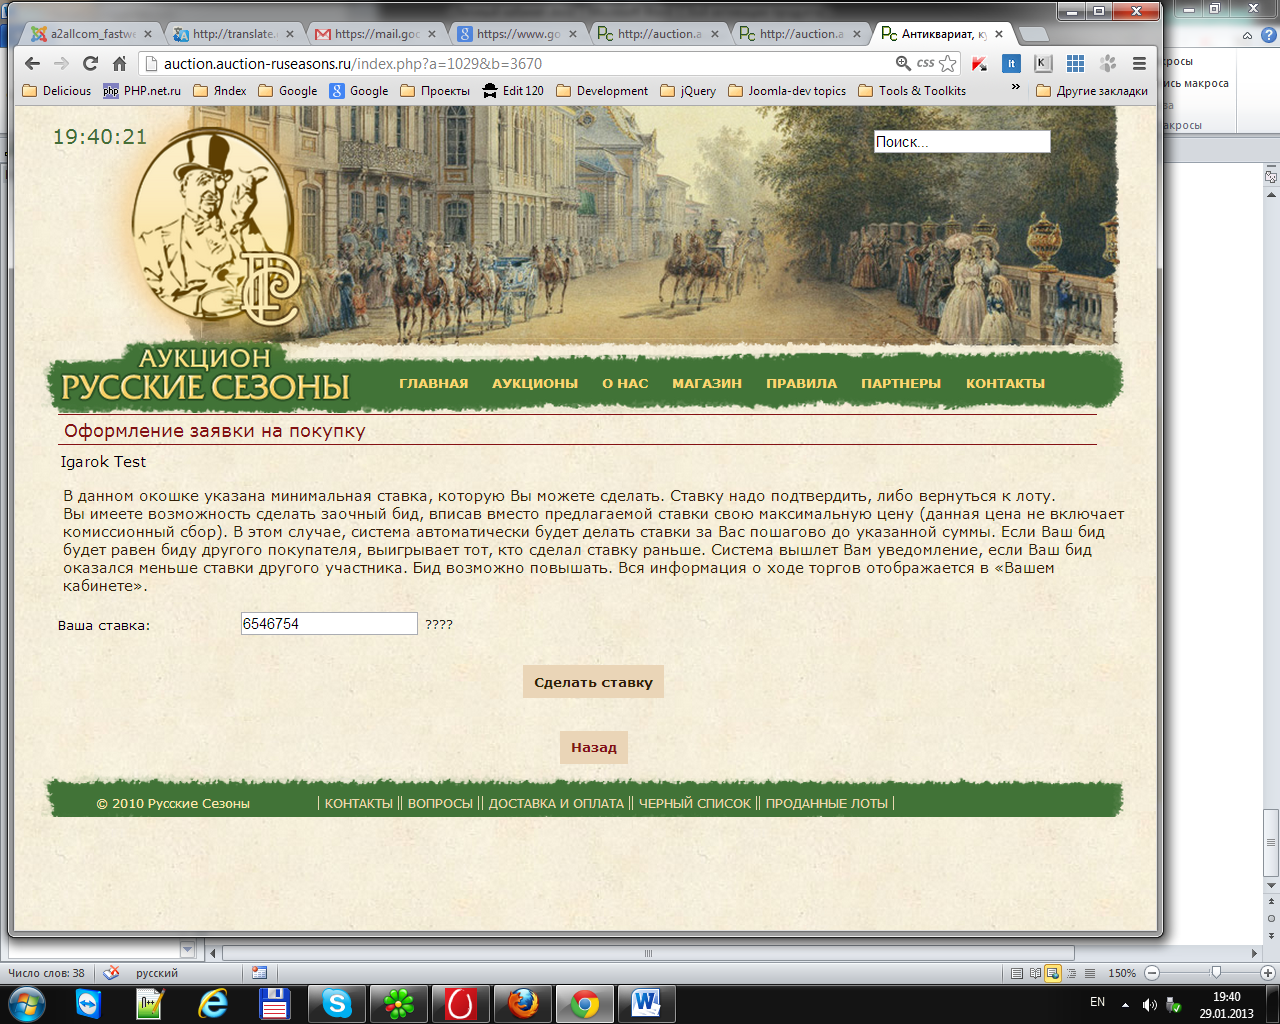 a2allcom_fastwe
http://translate.
https://mail.goo
https://www.go
http://auction.a
http://auction.a
Антиквариат, ку
auction.auction-ruseasons.ru/index.php?a=1029&b=3670
css
Delicious
PHP.net.ru
Яndex
Google
Google
Проекты
Edit 120
Development
jQuery
Joomla-dev topics
Tools & Toolkits
»
Другие закладки
19:40:21
Поиск...
РС
АУКЦИОН
РУССКИЕ СЕЗОНЫ
ГЛАВНАЯ АУКЦИОНЫ О НАС МАГАЗИН ПРАВИЛА ПАРТНЕРЫ КОНТАКТЫ
Оформление заявки на покупку
Igarok Test
В данном окошке указана минимальная ставка, которую Вы можете сделать. Ставку надо подтвердить, либо вернуться к лоту.
Вы имеете возможность сделать заочный бид, вписав вместо предлагаемой ставки свою максимальную цену (данная цена не включает
комиссионный сбор). В этом случае, система автоматически будет делать ставки за Вас пошагово до указанной суммы. Если Ваш бид
будет равен биду другого покупателя, выигрывает тот, кто сделал ставку раньше. Система вышлет Вам уведомление, если Ваш бид
оказался меньше ставки другого участника. Бид возможно повышать. Вся информация о ходе торгов отображается в «Вашем
кабинете».
Ваша ставка: 6546754 ????
Сделать ставку
Назад
© 2010 Русские Сезоны | КОНТАКТЫ || ВОПРОСЫ || ДОСТАВКА И ОПЛАТА || ЧЕРНЫЙ СПИСОК || ПРОДАННЫЕ ЛОТЫ |
кросы
ись макроса
за
акросы
Число слов: 38
русский
150%
EN
19:40
29.01.2013